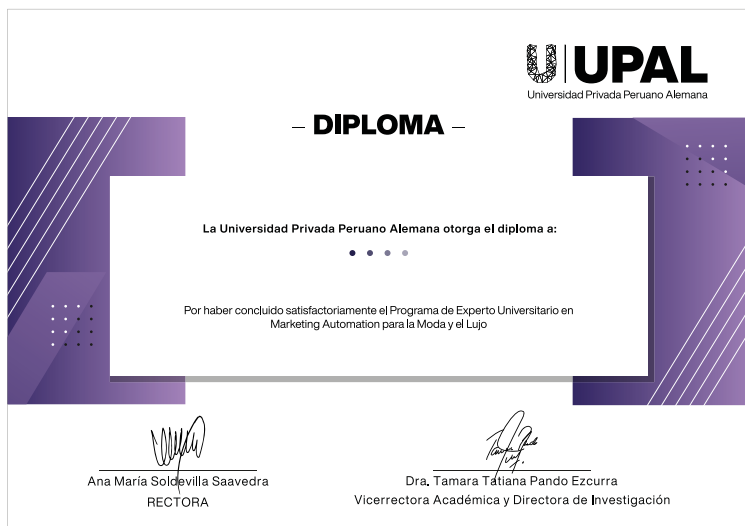 UPAL
Universidad Privada Peruano Alemana
– DIPLOMA –
La Universidad Privada Peruano Alemana otorga el diploma a:
Por haber concluido satisfactoriamente el Programa de Experto Universitario en
Marketing Automation para la Moda y el Lujo
Ana María Soldevilla Saavedra
RECTORA
Dra. Tamara Tatiana Pando Ezcurra
Vicerrectora Académica y Directora de Investigación